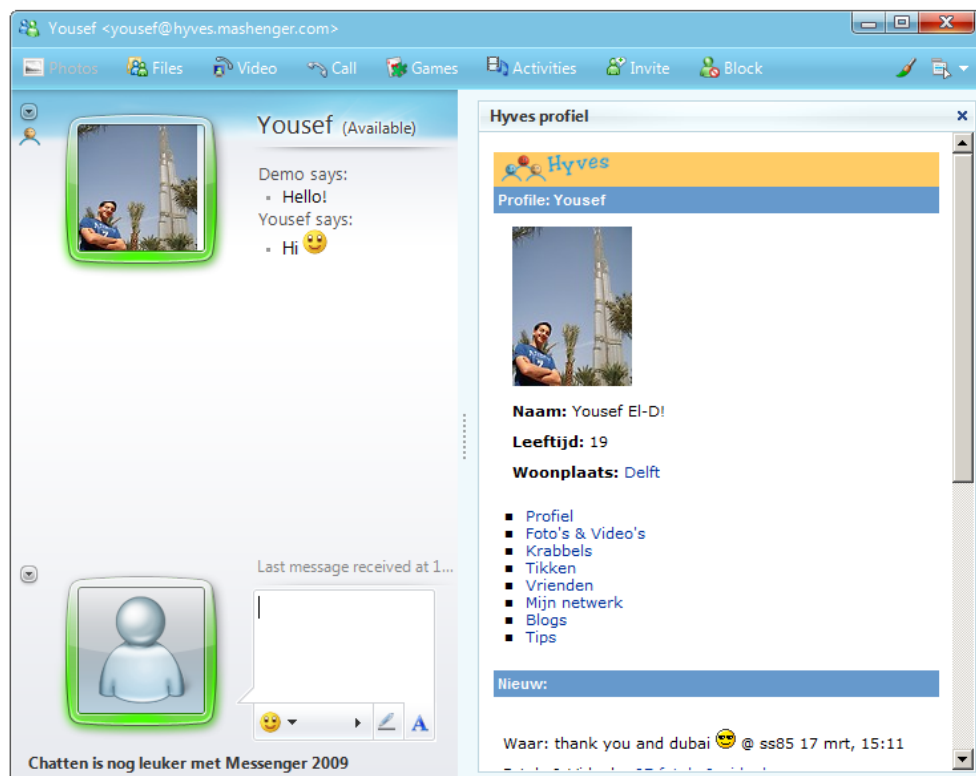 Yousef <yousef@hyves.mashenger.com>
Photos Files Video Call Games Activities Invite Block
Yousef (Available)
Demo says:
Hello!
Yousef says:
Hi
Last message received at 1...
A
Chatten is nog leuker met Messenger 2009
Hyves profiel
Hyves
Profile: Yousef
Naam: Yousef El-D!
Leeftijd: 19
Woonplaats: Delft
Profiel
Foto's & Video's
Krabbels
Tikken
Vrienden
Mijn netwerk
Blogs
Tips
Nieuw:
Waar: thank you and dubai @ ss85 17 mrt, 15:11